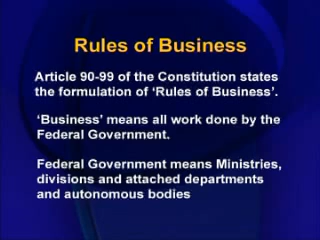 Rules of Business
Article 90-99 of the Constitution states
the formulation of ‘Rules of Business’.
‘Business’ means all work done by the
Federal Government.
Federal Government means Ministries,
divisions and attached departments
and autonomous bodies